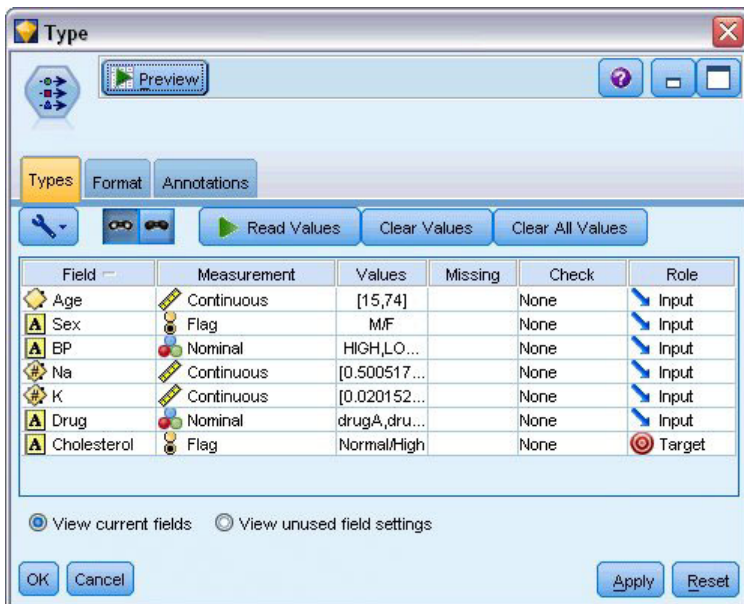 Type
Preview
?
Types Format Annotations
Read Values Clear Values Clear All Values
Field Measurement Values Missing Check Role
Age Continuous [15,74] None Input
A Sex Flag M/F None Input
A BP Nominal HIGH,LO... None Input
# Na Continuous [0.500517... None Input
# K Continuous [0.020152... None Input
A Drug Nominal drugA,dru... None Input
A Cholesterol Flag Normal/High None Target
View current fields View unused field settings
OK Cancel Apply Reset